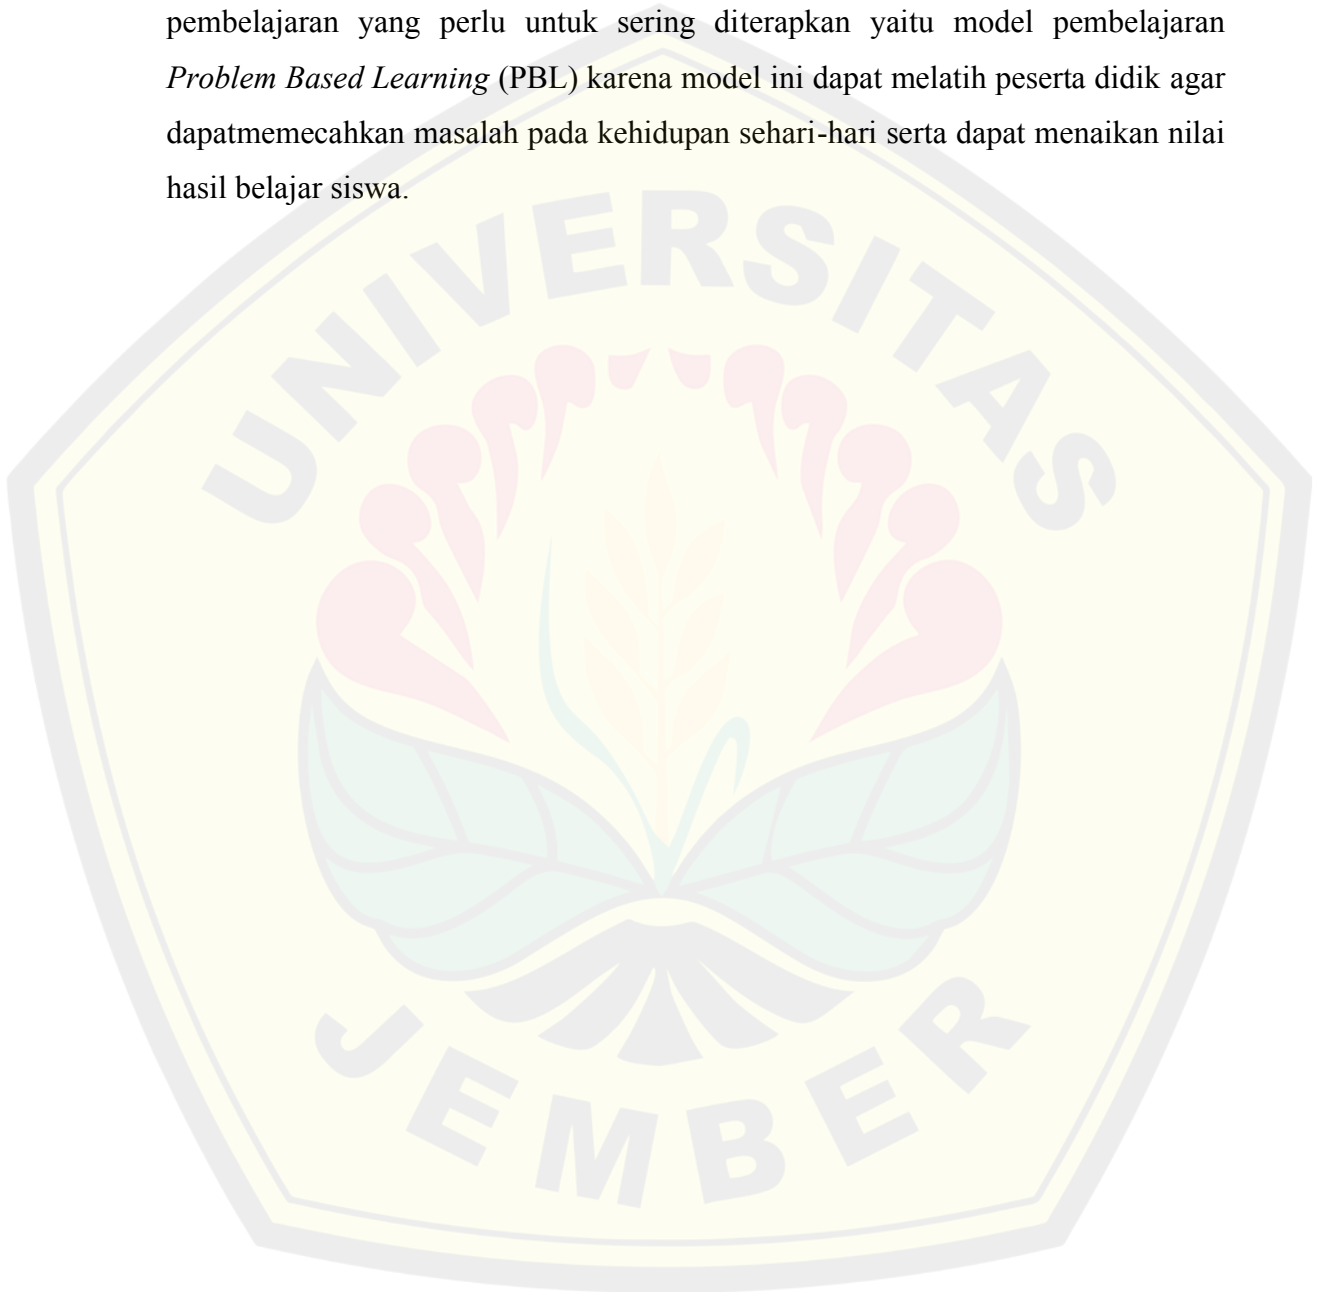 pembelajaran yang perlu untuk sering diterapkan yaitu model pembelajaran
Problem Based Learning (PBL) karena model ini dapat melatih peserta didik agar
dapatmemecahkan masalah pada kehidupan sehari-hari serta dapat menaikan nilai
hasil belajar siswa.
UNIVERSITAS
JEMBER